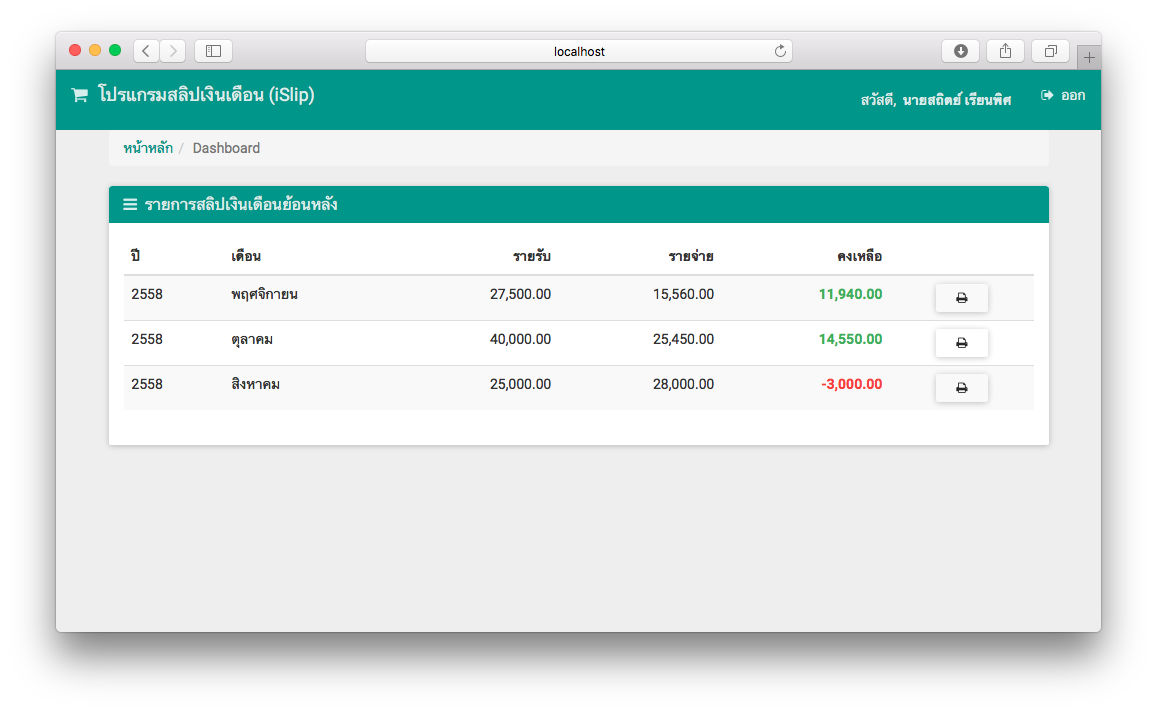 localhost
โปรแกรมสลิปเงินเดือน (iSlip)
สวัสดี, นายสถิตย์ เรียนพิศ ออก
หน้าหลัก / Dashboard
รายการสลิปเงินเดือนย้อนหลัง
ปี เดือน รายรับ รายจ่าย คงเหลือ
2558 พฤศจิกายน 27,500.00 15,560.00 11,940.00
2558 ตุลาคม 40,000.00 25,450.00 14,550.00
2558 สิงหาคม 25,000.00 28,000.00 -3,000.00